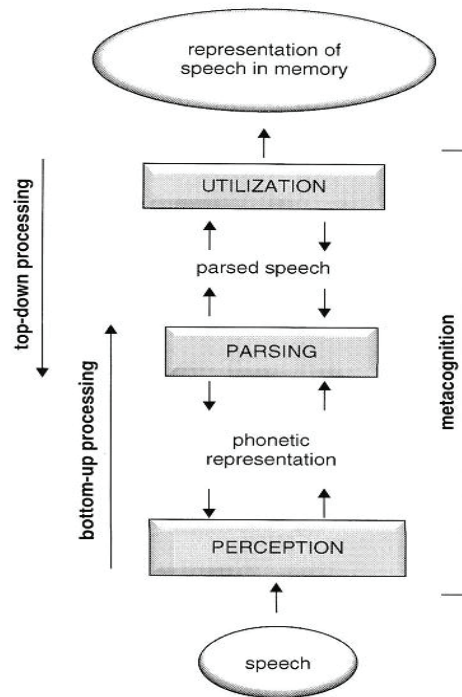 representation of
speech in memory
UTILIZATION
parsed speech
PARSING
phonetic
representation
PERCEPTION
speech
top-down processing
bottom-up processing
metacognition